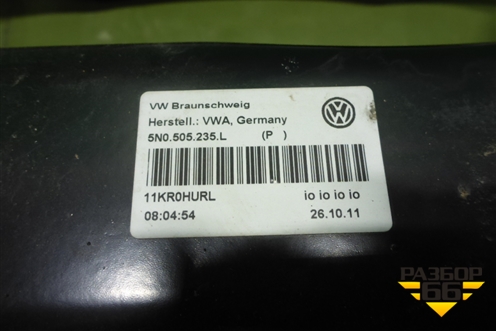 VW Braunschweig
Herstell.: VWA, Germany
5N0.505.235.L (P )
11KR0HURL io io io io
08:04:54 26.10.11
РАЗБОР
66